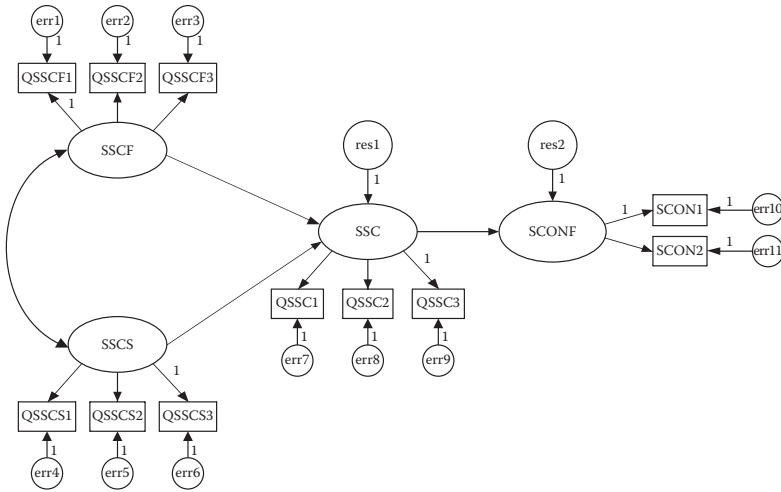 err1 err2 err3
1 1 1
QSSCF1 QSSCF2 QSSCF3
1
SSCF res1 res2
1 1
SCON1 1 err10
1
SSC SCONF
SCON2 1 err11
1
QSSC1 QSSC2 QSSC3
1 1 1
SSCS err7 err8 err9
1
QSSCS1 QSSCS2 QSSCS3
1 1 1
err4 err5 err6